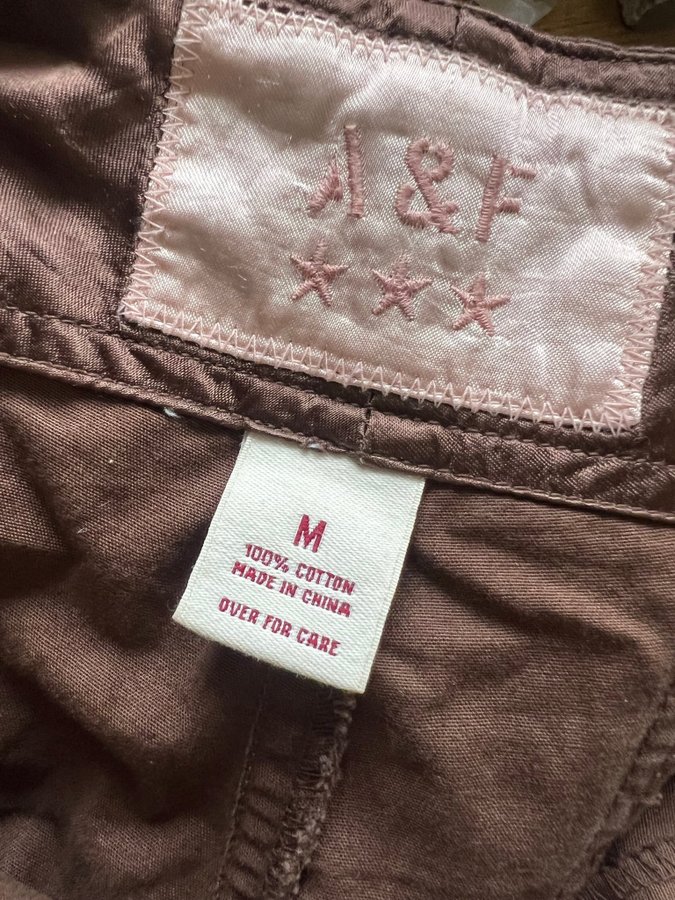 A & F
M
100% COTTON
MADE IN CHINA
OVER FOR CARE